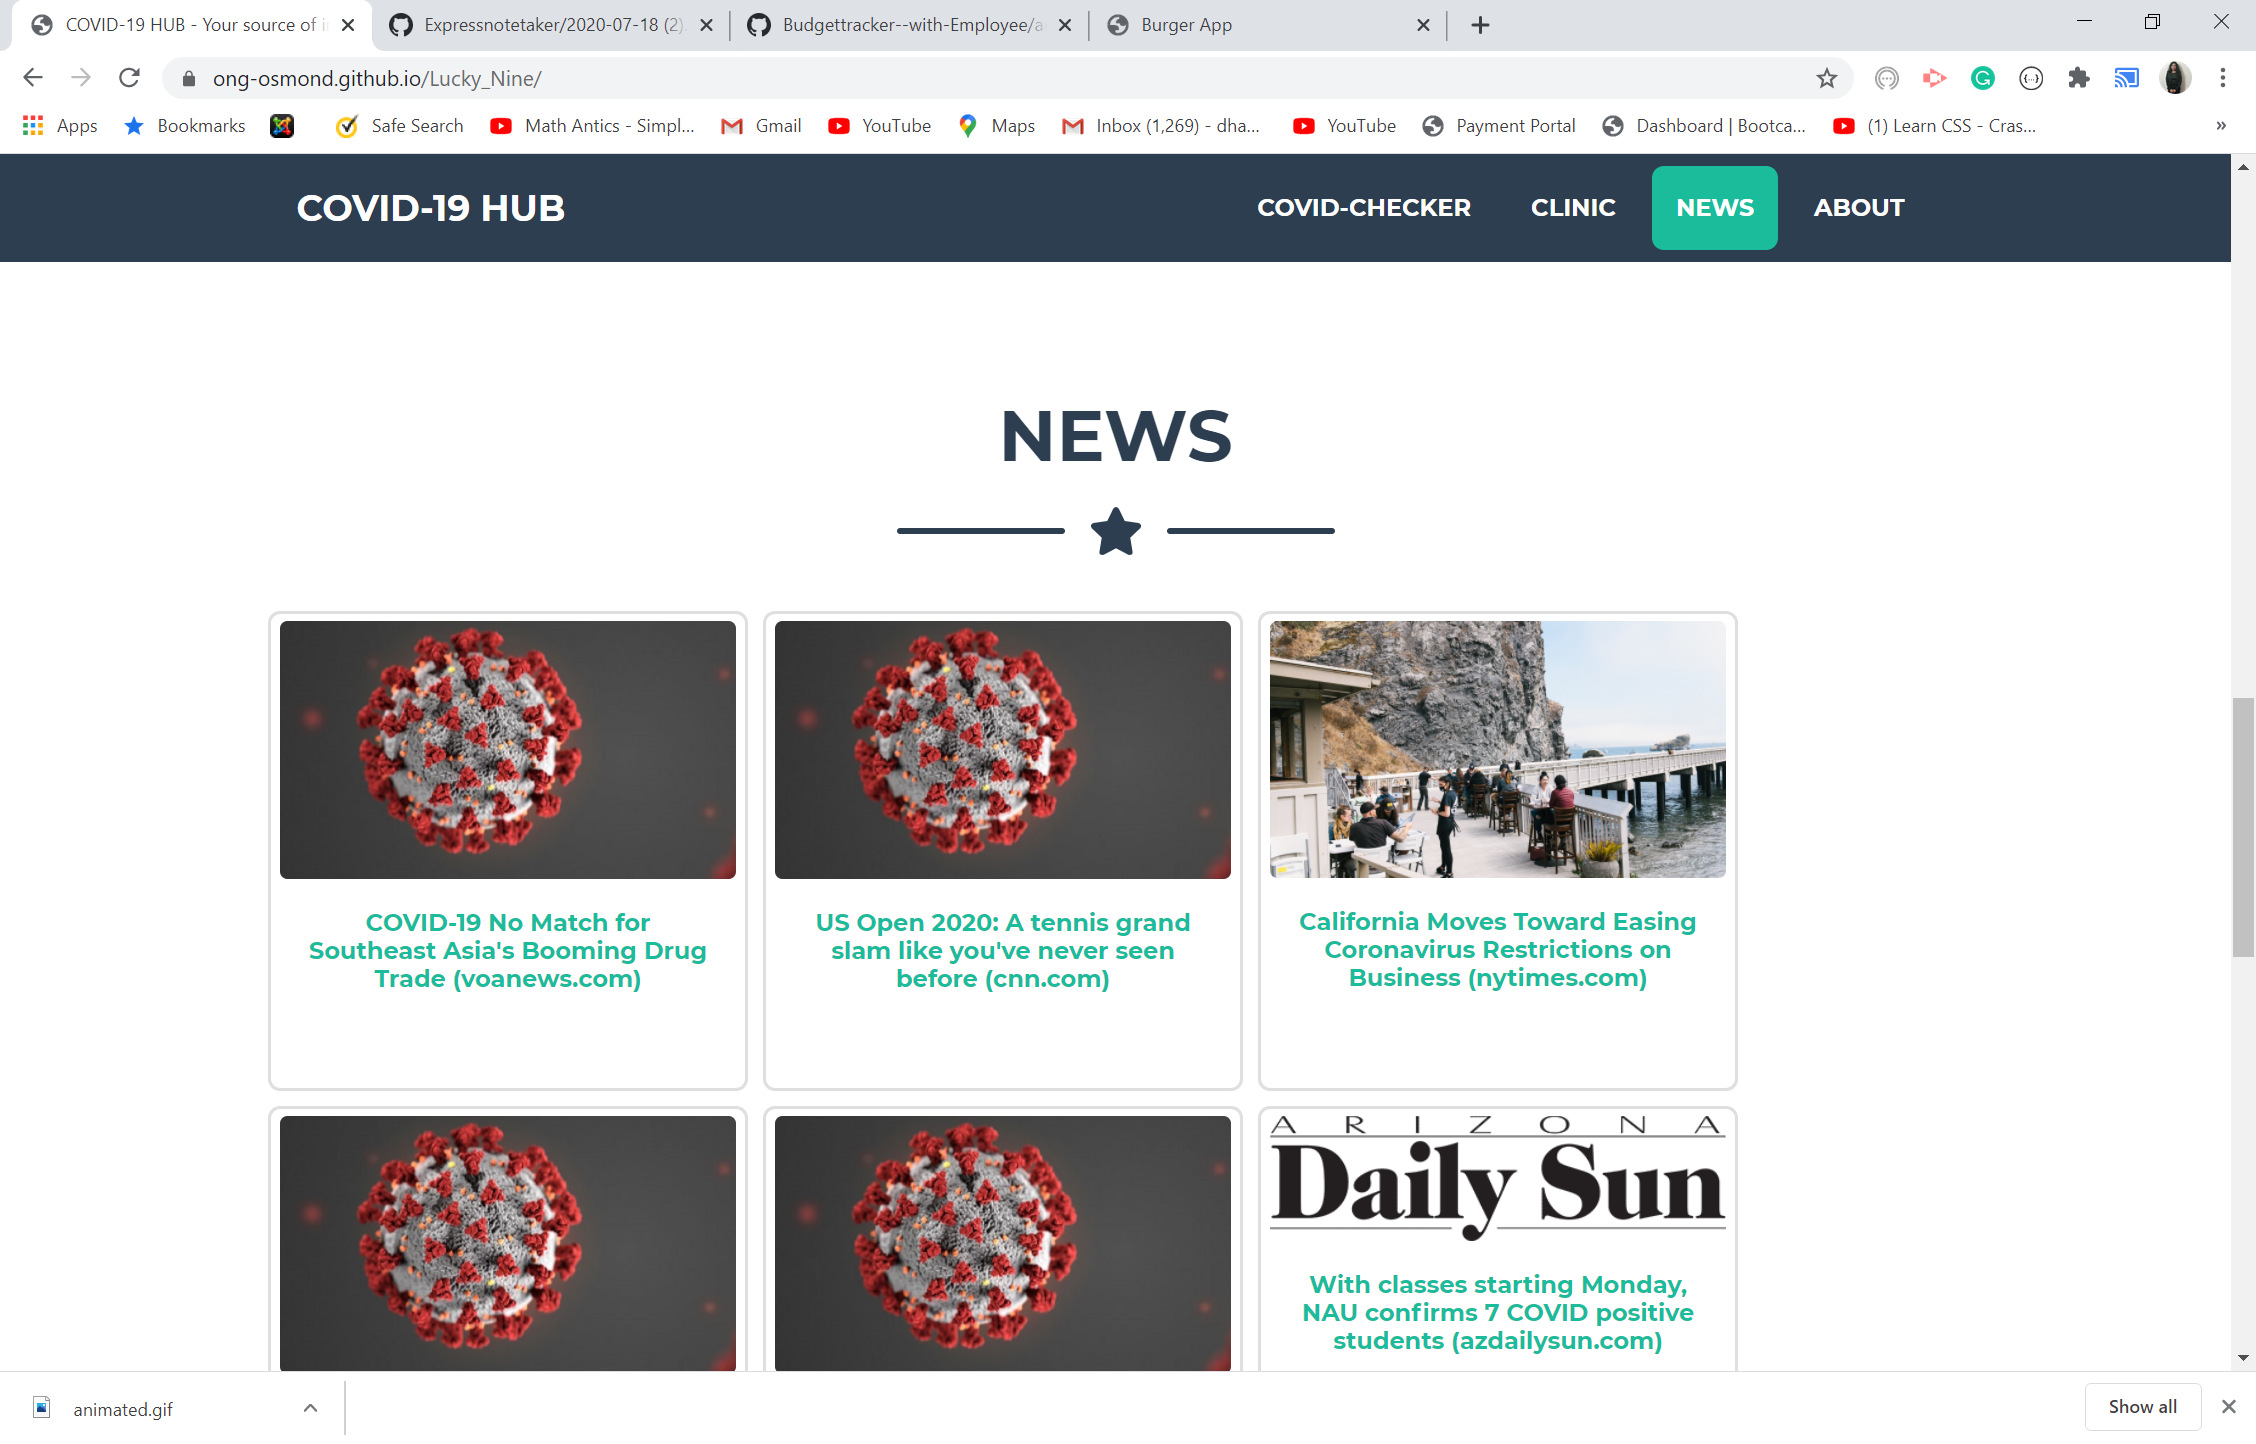 COVID-19 HUB - Your source of i
Expressnotetaker/2020-07-18 (2)
Budgettracker--with-Employee/a
Burger App
ong-osmond.github.io/Lucky_Nine/
Apps
Bookmarks
Safe Search
Math Antics - Simpl...
Gmail
YouTube
Maps
Inbox (1,269) - dha...
YouTube
Payment Portal
Dashboard | Bootca...
(1) Learn CSS - Cras...
»
COVID-19 HUB
COVID-CHECKER
CLINIC
NEWS
ABOUT
NEWS
COVID-19 No Match for
Southeast Asia's Booming Drug
Trade (voanews.com)
US Open 2020: A tennis grand
slam like you've never seen
before (cnn.com)
California Moves Toward Easing
Coronavirus Restrictions on
Business (nytimes.com)
ARIZONA
Daily Sun
With classes starting Monday,
NAU confirms 7 COVID positive
students (azdailysun.com)
animated.gif
Show all